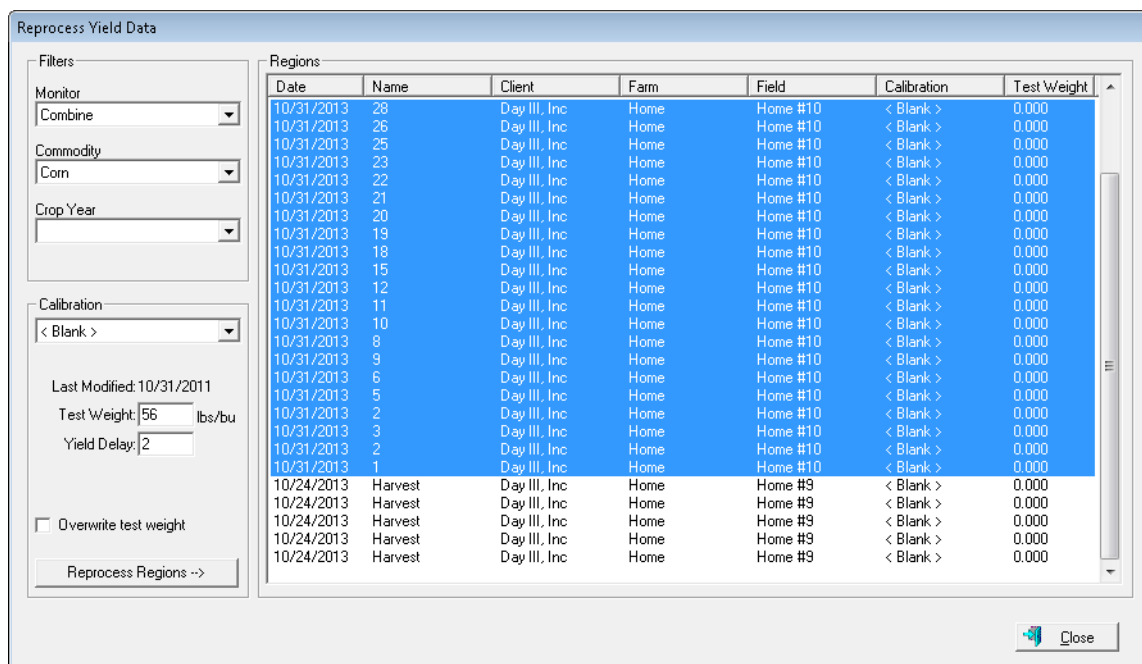 Reprocess Yield Data
Filters
Monitor
Combine
Commodity
Corn
Crop Year
Calibration
< Blank >
Last Modified: 10/31/2011
Test Weight: 56 lbs/bu
Yield Delay: 2
Overwrite test weight
Reprocess Regions -->
Regions
Date Name Client Farm Field Calibration Test Weight
10/31/2013 28 Day III, Inc Home Home #10 < Blank > 0.000
10/31/2013 26 Day III, Inc Home Home #10 < Blank > 0.000
10/31/2013 25 Day III, Inc Home Home #10 < Blank > 0.000
10/31/2013 23 Day III, Inc Home Home #10 < Blank > 0.000
10/31/2013 22 Day III, Inc Home Home #10 < Blank > 0.000
10/31/2013 21 Day III, Inc Home Home #10 < Blank > 0.000
10/31/2013 20 Day III, Inc Home Home #10 < Blank > 0.000
10/31/2013 19 Day III, Inc Home Home #10 < Blank > 0.000
10/31/2013 18 Day III, Inc Home Home #10 < Blank > 0.000
10/31/2013 15 Day III, Inc Home Home #10 < Blank > 0.000
10/31/2013 12 Day III, Inc Home Home #10 < Blank > 0.000
10/31/2013 11 Day III, Inc Home Home #10 < Blank > 0.000
10/31/2013 10 Day III, Inc Home Home #10 < Blank > 0.000
10/31/2013 8 Day III, Inc Home Home #10 < Blank > 0.000
10/31/2013 9 Day III, Inc Home Home #10 < Blank > 0.000
10/31/2013 6 Day III, Inc Home Home #10 < Blank > 0.000
10/31/2013 5 Day III, Inc Home Home #10 < Blank > 0.000
10/31/2013 2 Day III, Inc Home Home #10 < Blank > 0.000
10/31/2013 3 Day III, Inc Home Home #10 < Blank > 0.000
10/31/2013 2 Day III, Inc Home Home #10 < Blank > 0.000
10/31/2013 1 Day III, Inc Home Home #10 < Blank > 0.000
10/24/2013 Harvest Day III, Inc Home Home #9 < Blank > 0.000
10/24/2013 Harvest Day III, Inc Home Home #9 < Blank > 0.000
10/24/2013 Harvest Day III, Inc Home Home #9 < Blank > 0.000
10/24/2013 Harvest Day III, Inc Home Home #9 < Blank > 0.000
10/24/2013 Harvest Day III, Inc Home Home #9 < Blank > 0.000
Close